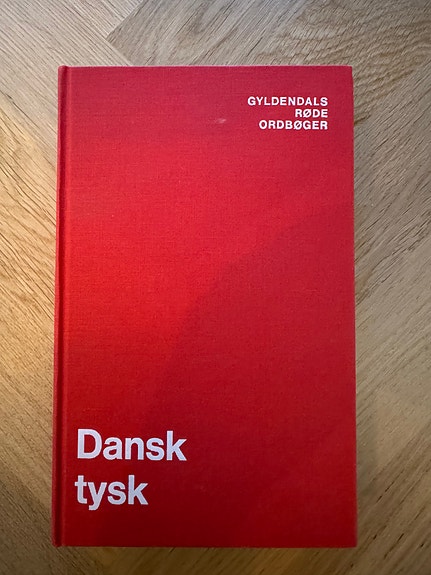 GYLDENDALS
RØDE
ORDBØGER
Dansk
tysk